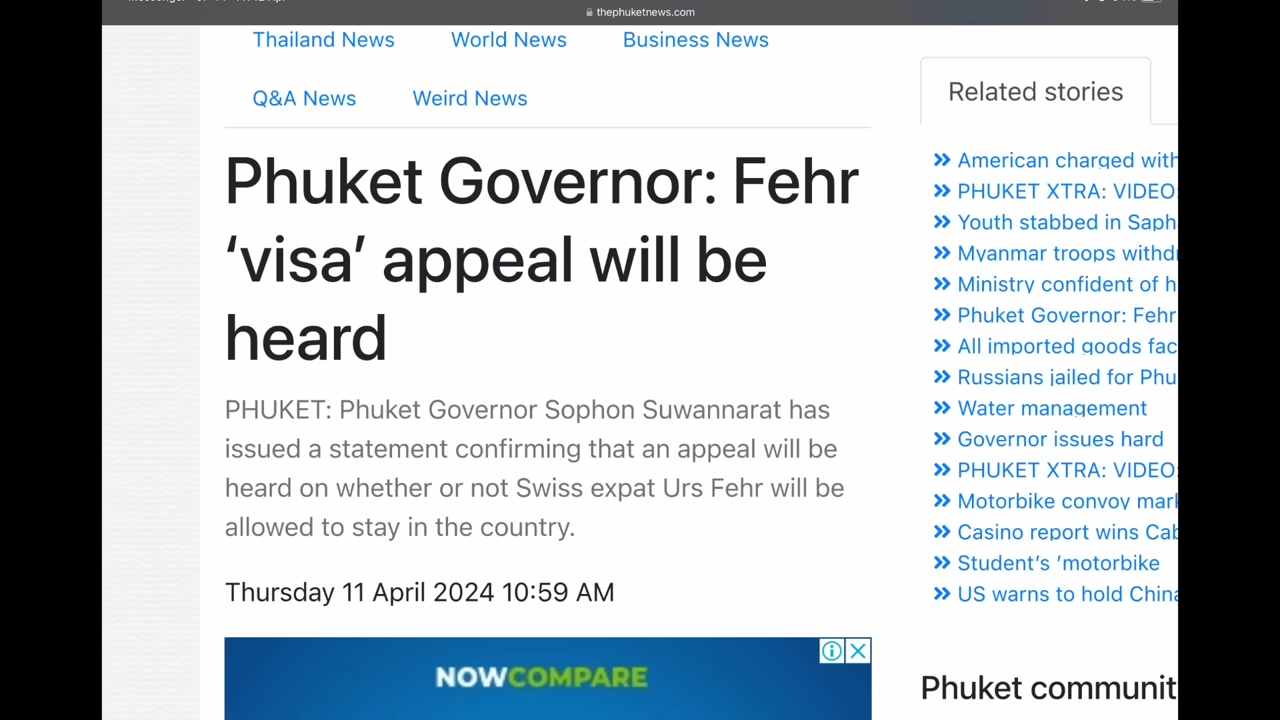 thephuketnews.com
Thailand News World News Business News
Q&A News Weird News
Phuket Governor: Fehr
‘visa’ appeal will be
heard
PHUKET: Phuket Governor Sophon Suwannarat has
issued a statement confirming that an appeal will be
heard on whether or not Swiss expat Urs Fehr will be
allowed to stay in the country.
Thursday 11 April 2024 10:59 AM
NOWCOMPARE
Related stories
American charged with
PHUKET XTRA: VIDEO
Youth stabbed in Saph
Myanmar troops withd
Ministry confident of h
Phuket Governor: Fehr
All imported goods fac
Russians jailed for Phu
Water management
Governor issues hard
PHUKET XTRA: VIDEO
Motorbike convoy mar
Casino report wins Cab
Student’s ’motorbike
US warns to hold China
Phuket communit